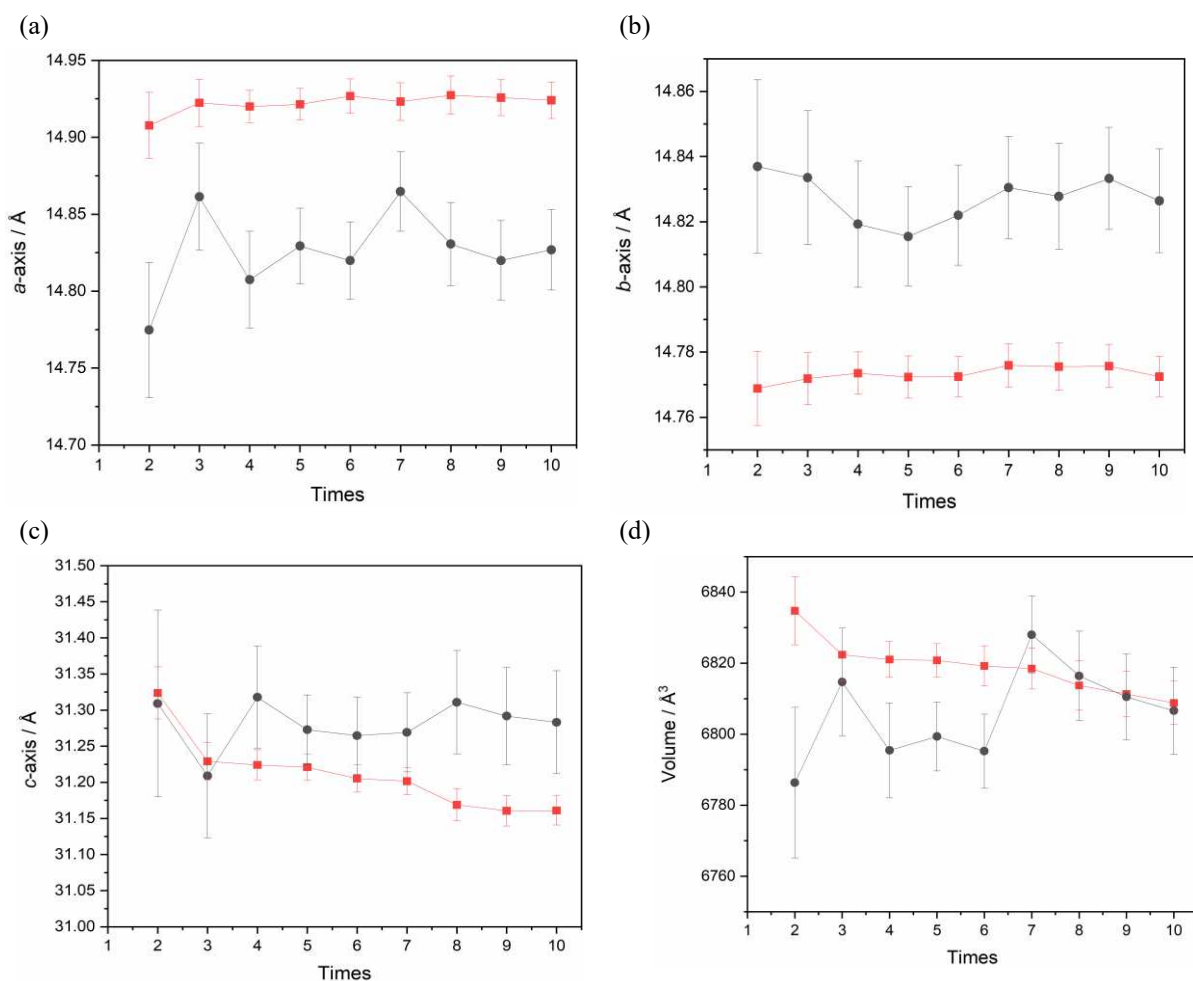 (a)
14.95
14.90
14.85
14.80
14.75
14.70
a-axis / Å
1 2 3 4 5 6 7 8 9 10
Times
(b)
14.86
14.84
14.82
14.80
14.78
14.76
b-axis / Å
1 2 3 4 5 6 7 8 9 10
Times
(c)
31.50
31.45
31.40
31.35
31.30
31.25
31.20
31.15
31.10
31.05
31.00
c-axis / Å
1 2 3 4 5 6 7 8 9 10
Times
(d)
6840
6820
6800
6780
6760
Volume / Å³
1 2 3 4 5 6 7 8 9 10
Times